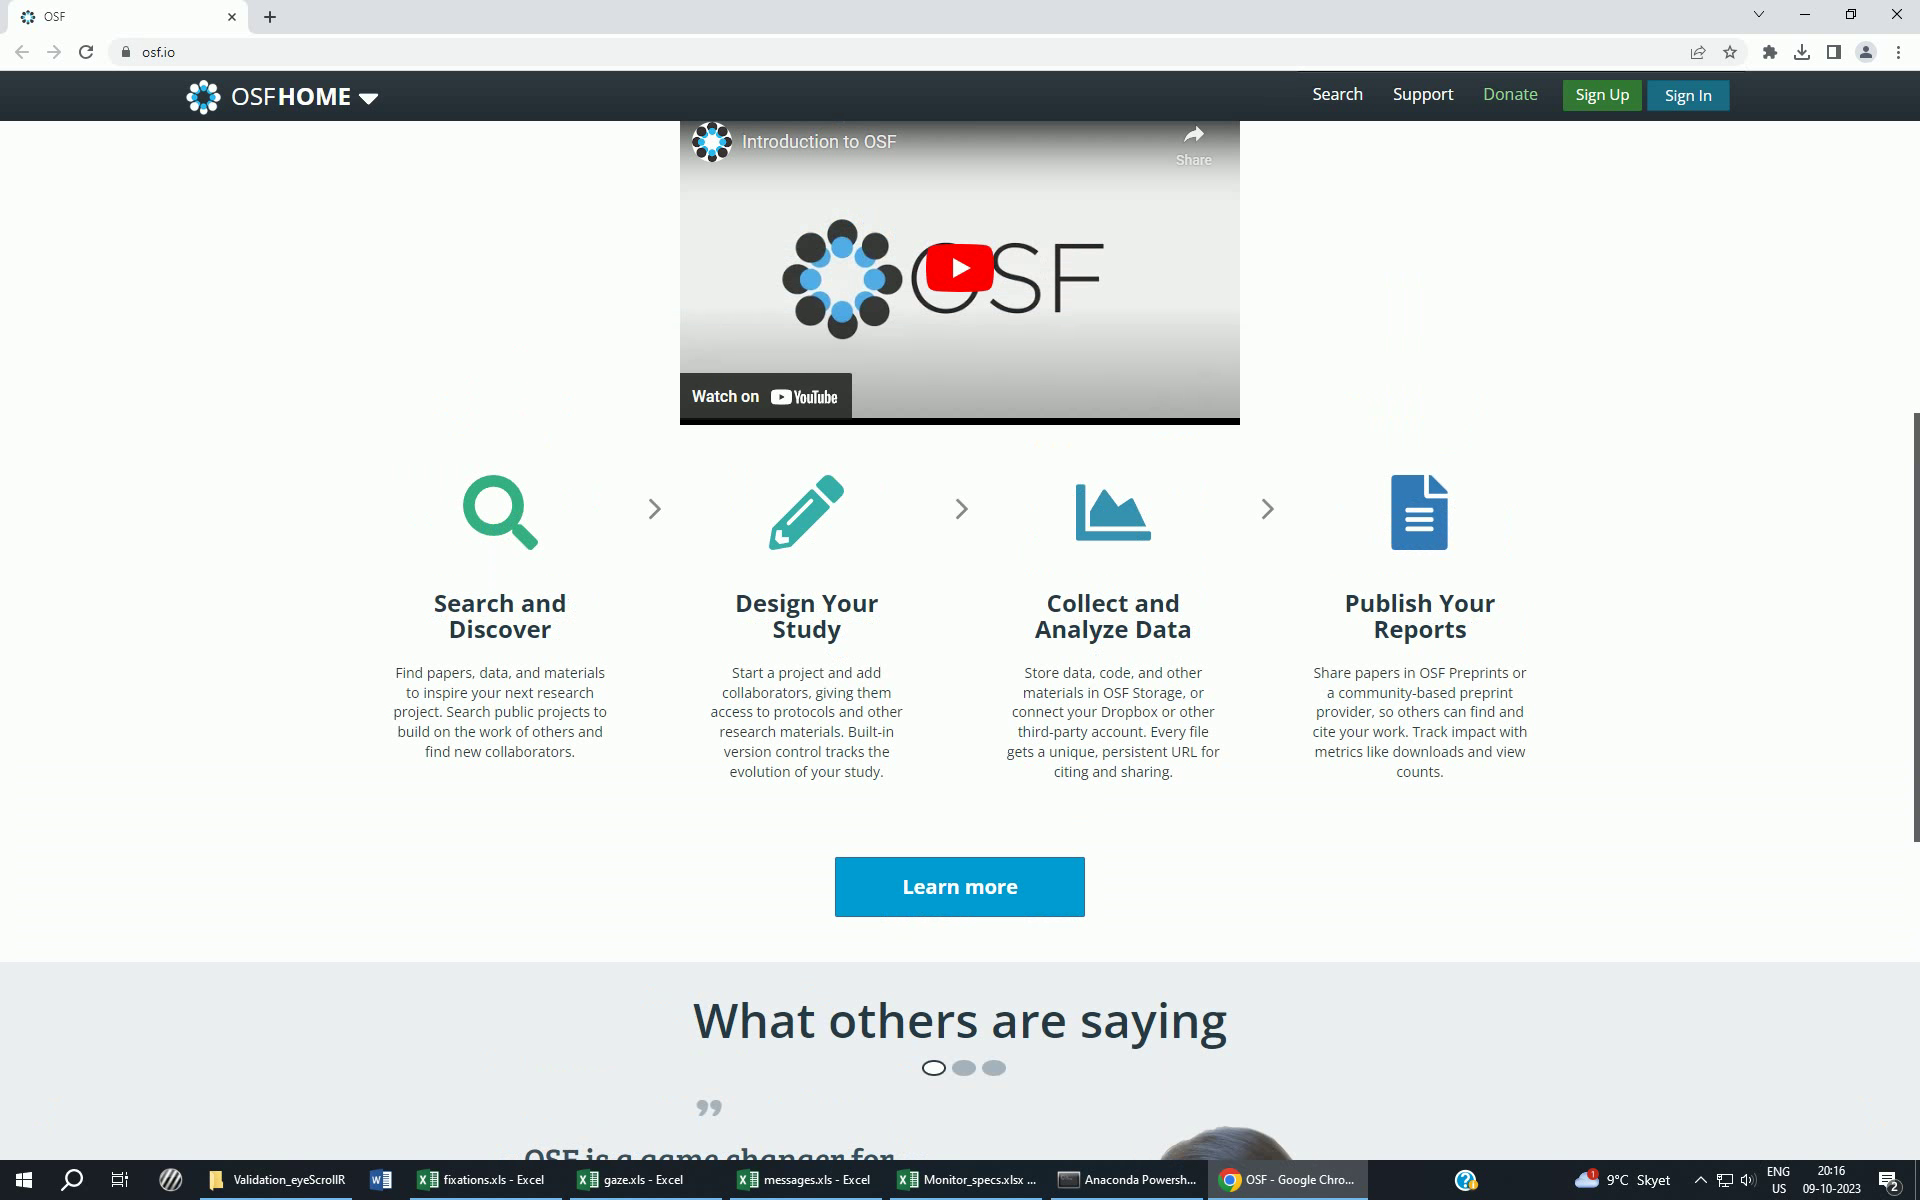 OSF
osf.io
OSFHOME
Search
Support
Donate
Sign Up
Sign In
Introduction to OSF
Share
OSF
Watch on YouTube
Search and
Discover
Find papers, data, and materials
to inspire your next research
project. Search public projects to
build on the work of others and
find new collaborators.
Design Your
Study
Start a project and add
collaborators, giving them
access to protocols and other
research materials. Built-in
version control tracks the
evolution of your study.
Collect and
Analyze Data
Store data, code, and other
materials in OSF Storage, or
connect your Dropbox or other
third-party account. Every file
gets a unique, persistent URL for
citing and sharing.
Publish Your
Reports
Share papers in OSF Preprints or
a community-based preprint
provider, so others can find and
cite your work. Track impact with
metrics like downloads and view
counts.
Learn more
What others are saying
”
OSF is a game changer for
Validation_eyeScrollR
fixations.xls - Excel
gaze.xls - Excel
messages.xls - Excel
Monitor_specs.xlsx ...
Anaconda Powersh...
OSF - Google Chro...
1
9°C Skyet
ENG
US
20:16
09-10-2023
2